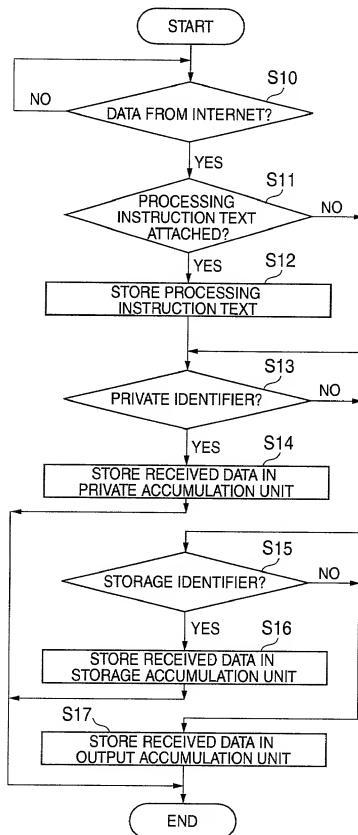 START
S10
NO
DATA FROM INTERNET?
YES
S11
PROCESSING
INSTRUCTION TEXT
ATTACHED?
NO
YES
S12
STORE PROCESSING
INSTRUCTION TEXT
S13
PRIVATE IDENTIFIER?
NO
YES
S14
STORE RECEIVED DATA IN
PRIVATE ACCUMULATION UNIT
S15
STORAGE IDENTIFIER?
NO
YES
S16
STORE RECEIVED DATA IN
STORAGE ACCUMULATION UNIT
S17
STORE RECEIVED DATA IN
OUTPUT ACCUMULATION UNIT
END